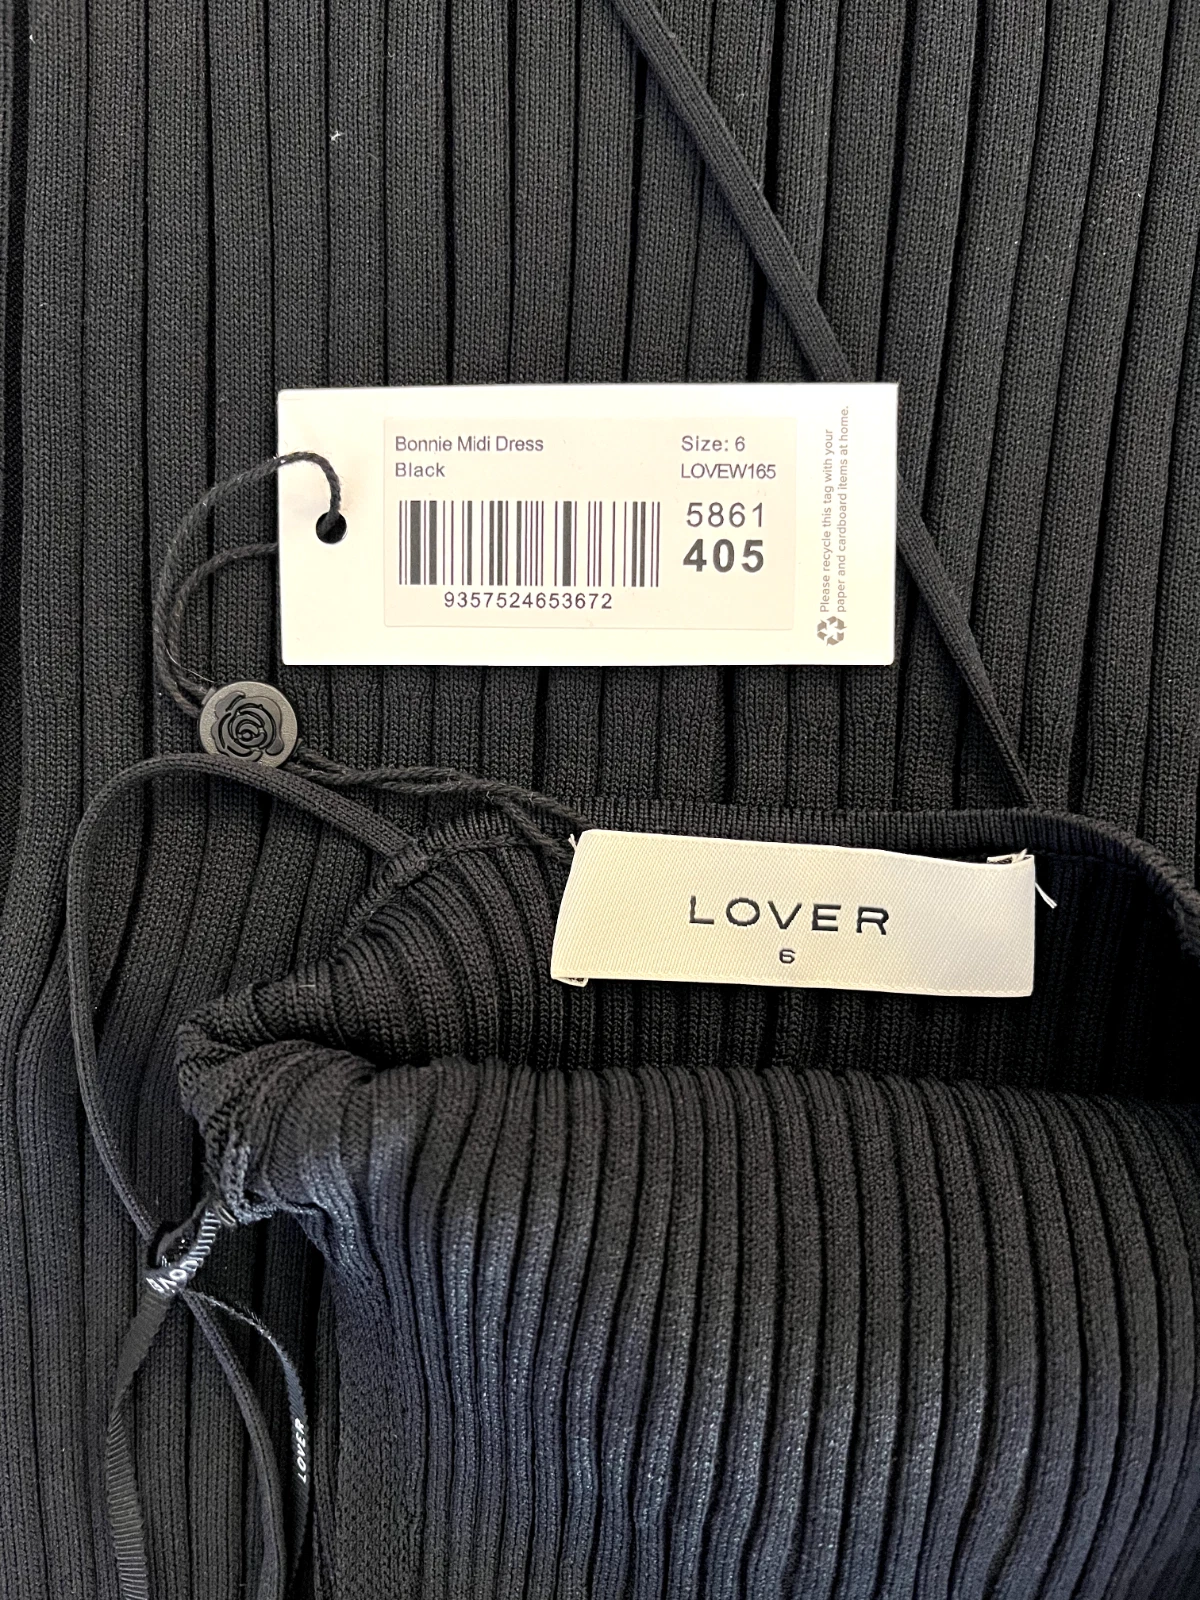 Bonnie Midi Dress
Black
Size: 6
LOVEW165
5861
405
9357524653672
Please recycle this tag with your
paper and cardboard items at home.
LOVER
6
LOVER